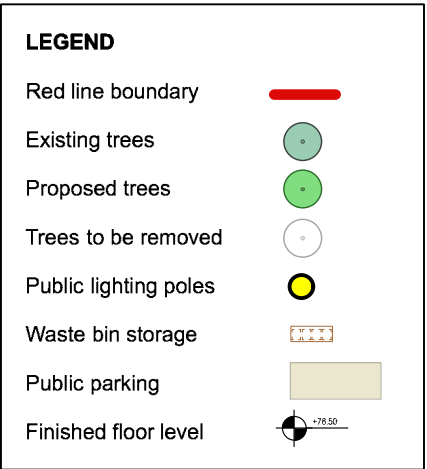 LEGEND
Red line boundary
Existing trees
Proposed trees
Trees to be removed
Public lighting poles
Waste bin storage
Public parking
Finished floor level +78.50